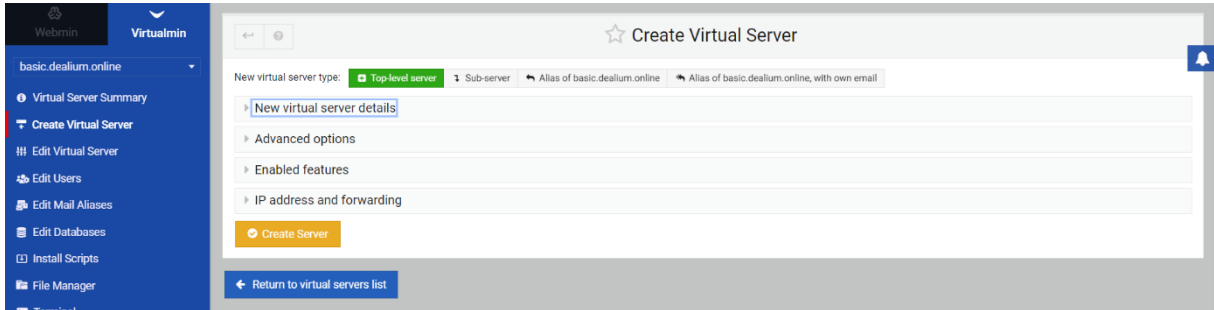 Webmin
Virtualmin
basic.dealium.online
Virtual Server Summary
Create Virtual Server
Edit Virtual Server
Edit Users
Edit Mail Aliases
Edit Databases
Install Scripts
File Manager
Terminal
Create Virtual Server
New virtual server type: Top-level server Sub-server Alias of basic.dealium.online Alias of basic.dealium.online, with own email
New virtual server details
Advanced options
Enabled features
IP address and forwarding
Create Server
Return to virtual servers list